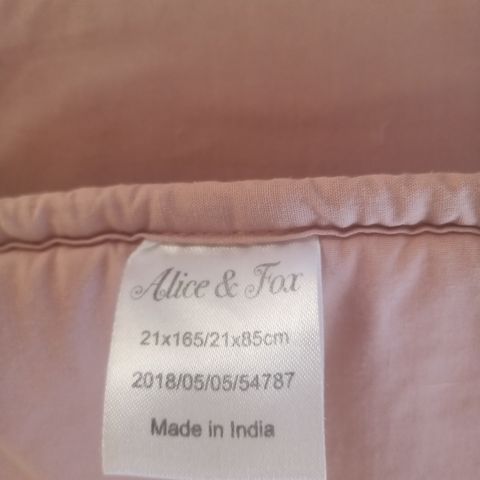 Alice & Fox
21x165/21x85cm
2018/05/05/54787
Made in India